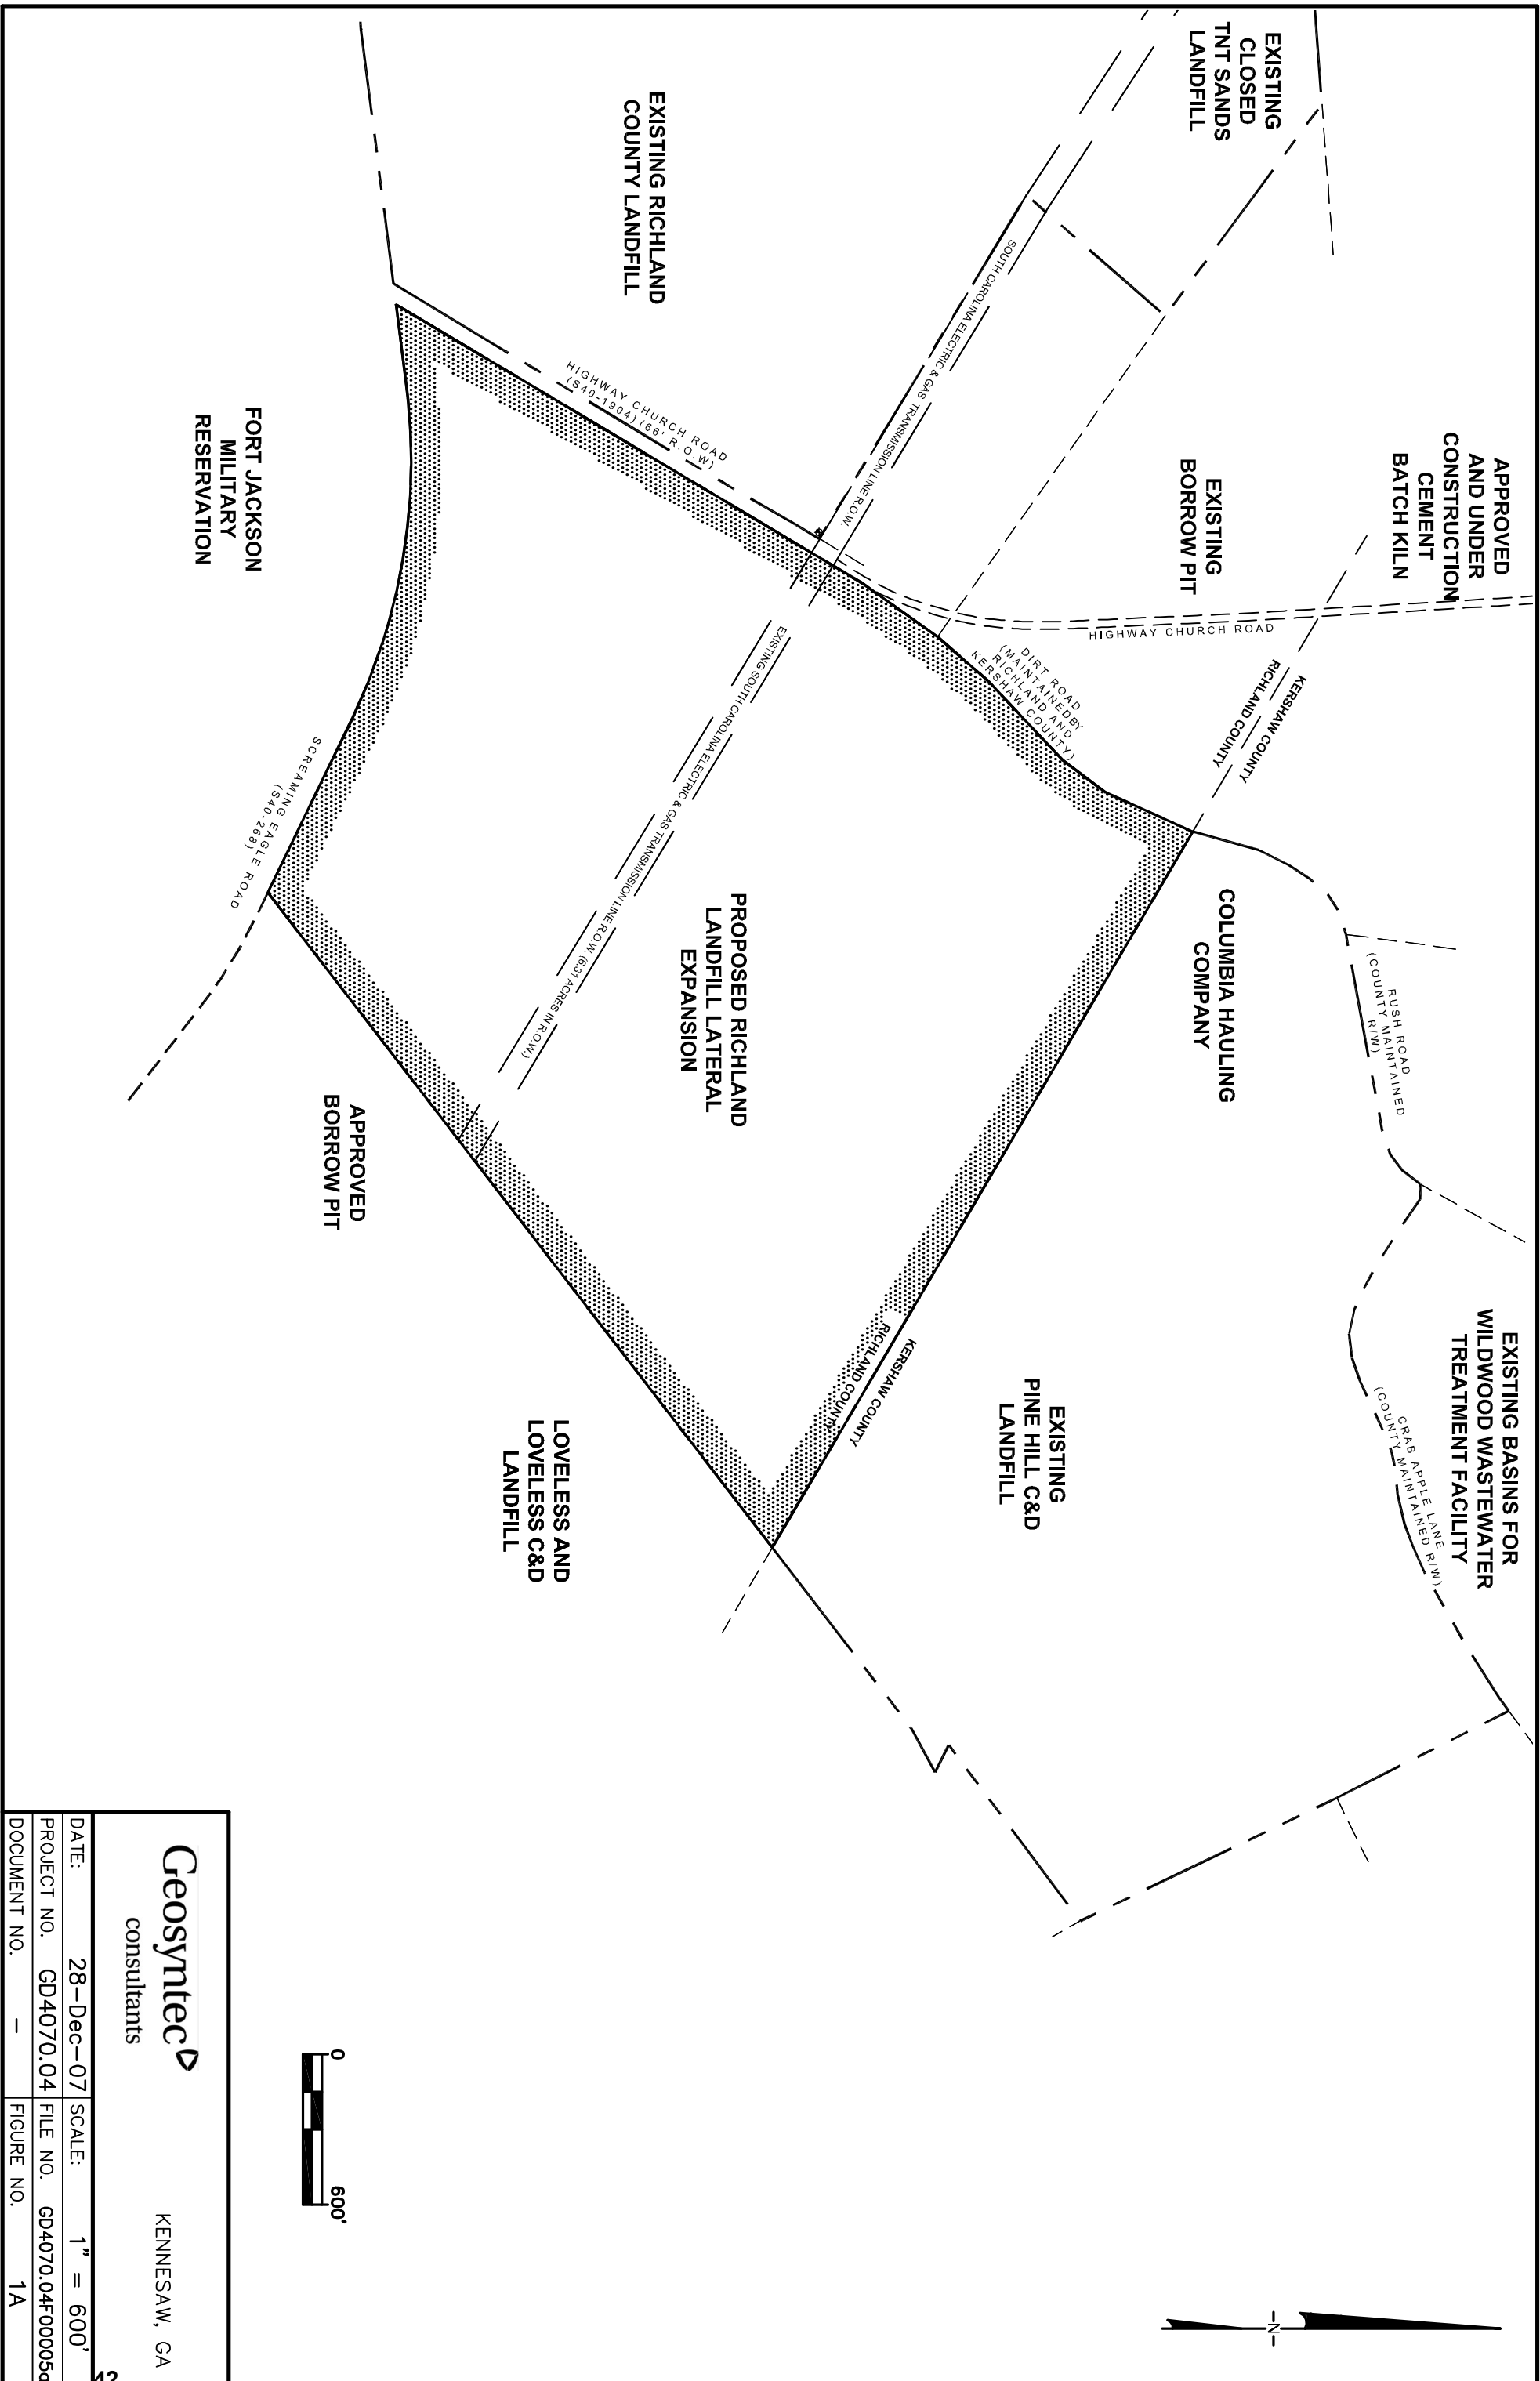 EXISTING
CLOSED
TNT SANDS
LANDFILL
APPROVED
AND UNDER
CONSTRUCTION
CEMENT
BATCH KILN
EXISTING
BORROW PIT
HIGHWAY CHURCH ROAD
KERSHAW COUNTY
RICHLAND COUNTY
EXISTING RICHLAND
COUNTY LANDFILL
SOUTH CAROLINA ELECTRIC & GAS TRANSMISSION LINE R.O.W.
HIGHWAY CHURCH ROAD
(S40-1904) (66' R.O.W)
DIRT ROAD
(MAINTAINEDBY
RICHLAND AND
KERSHAW COUNTY)
COLUMBIA HAULING
COMPANY
RUSH ROAD
(COUNTY MAINTAINED
R/W)
EXISTING BASINS FOR
WILDWOOD WASTEWATER
TREATMENT FACILITY
CRAB APPLE LANE
(COUNTY MAINTAINED R/W)
EXISTING
PINE HILL C&D
LANDFILL
KERSHAW COUNTY
RICHLAND COUNTY
PROPOSED RICHLAND
LANDFILL LATERAL
EXPANSION
EXISTING SOUTH CAROLINA ELECTRIC & GAS TRANSMISSION LINE R.O.W. (6.31 ACRES IN R.O.W.)
FORT JACKSON
MILITARY
RESERVATION
SCREAMING EAGLE ROAD
(S40-268)
APPROVED
BORROW PIT
LOVELESS AND
LOVELESS C&D
LANDFILL
N
0 600'
Geosyntec
consultants
KENNESAW, GA
DATE: 28-Dec-07 SCALE: 1" = 600'
PROJECT NO. GD4070.04 FILE NO. GD4070.04F00005a
DOCUMENT NO. – FIGURE NO. 1A